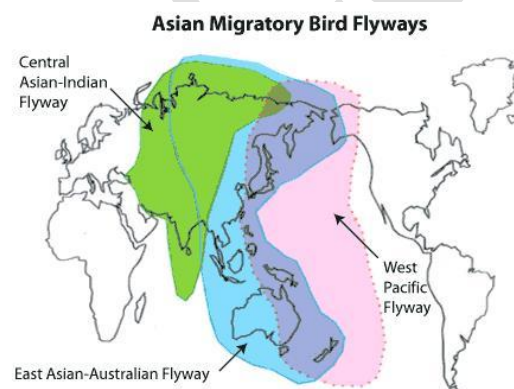 Asian Migratory Bird Flyways
Central
Asian-Indian
Flyway
West
Pacific
Flyway
East Asian-Australian Flyway